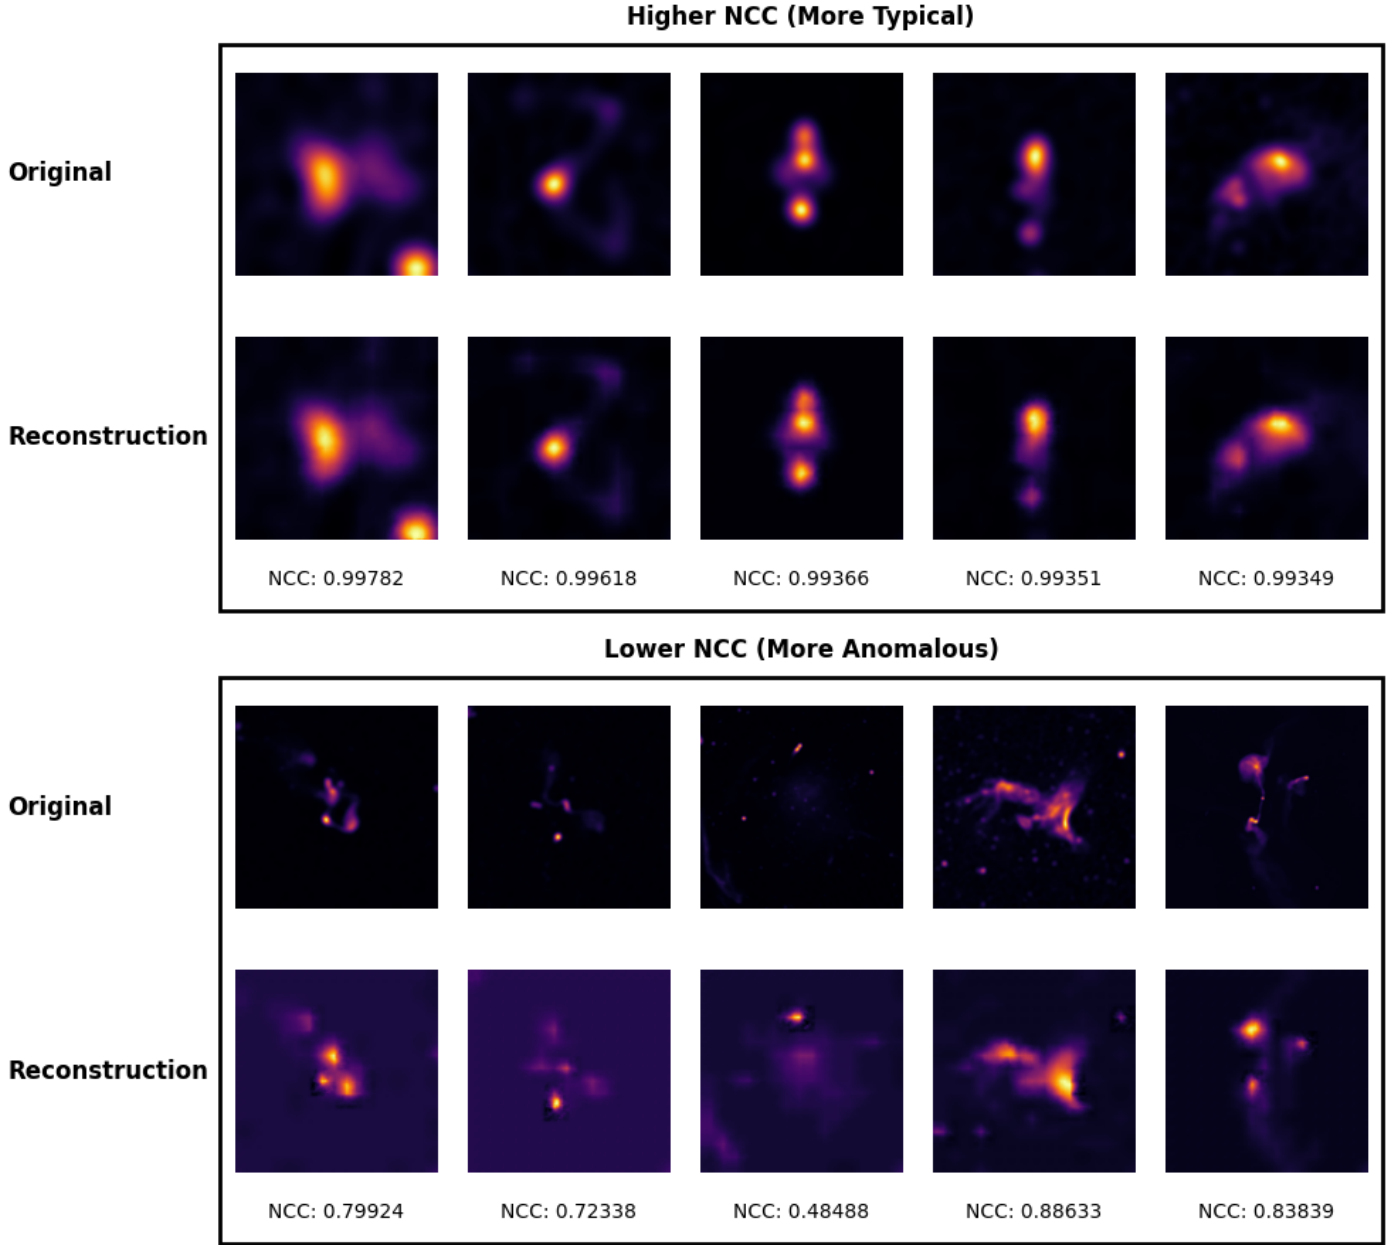 Higher NCC (More Typical)
Original
Reconstruction
NCC: 0.99782 NCC: 0.99618 NCC: 0.99366 NCC: 0.99351 NCC: 0.99349
Lower NCC (More Anomalous)
Original
Reconstruction
NCC: 0.79924 NCC: 0.72338 NCC: 0.48488 NCC: 0.88633 NCC: 0.83839